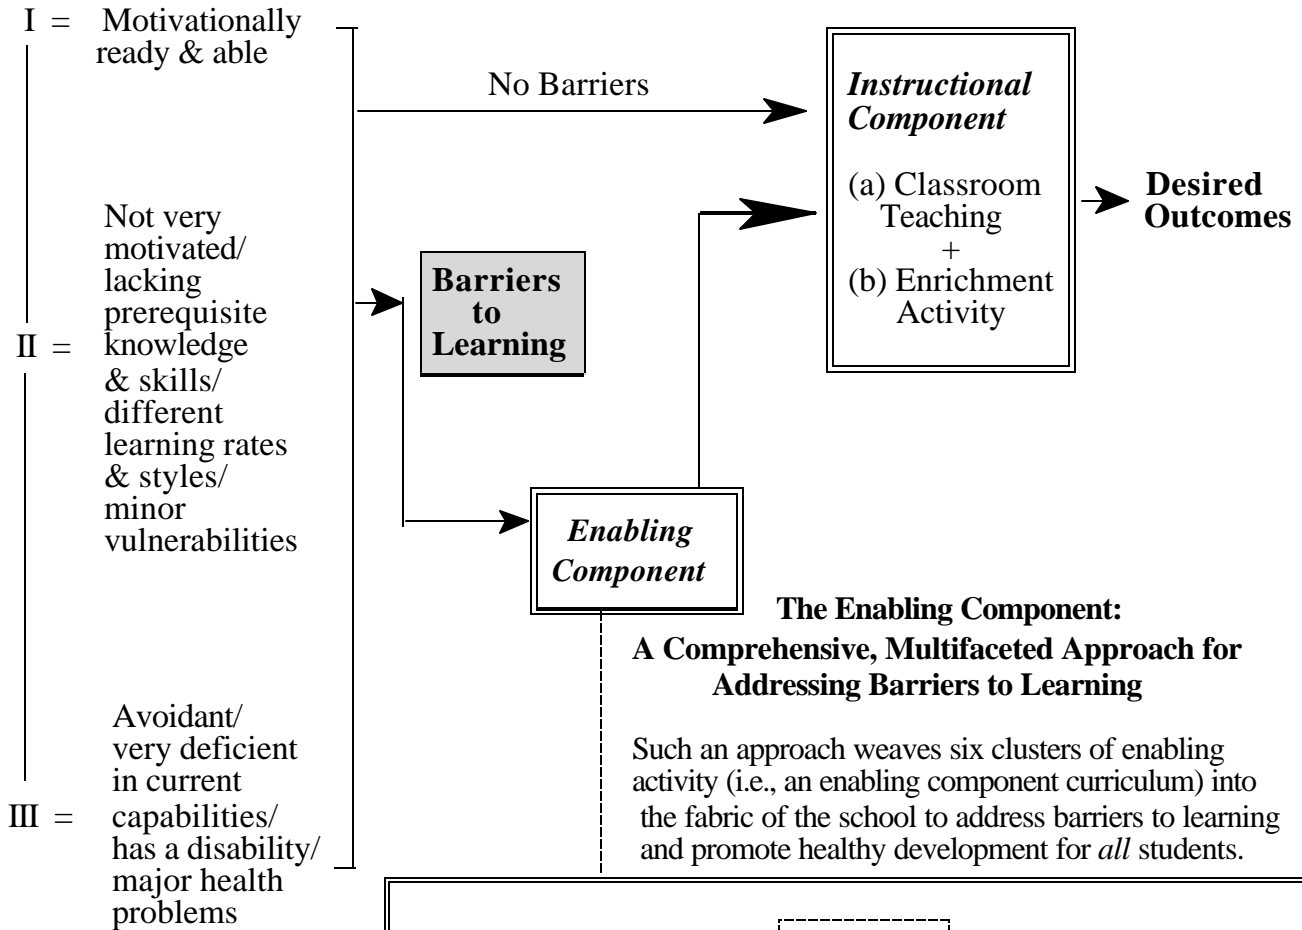 I = Motivationally
ready & able
No Barriers
Instructional
Component
(a) Classroom
Teaching
+
(b) Enrichment
Activity
Desired
Outcomes
Not very
motivated/
lacking
prerequisite
II = knowledge
& skills/
different
learning rates
& styles/
minor
vulnerabilities
Barriers
to
Learning
Enabling
Component
The Enabling Component:
A Comprehensive, Multifaceted Approach for
Addressing Barriers to Learning
Such an approach weaves six clusters of enabling
activity (i.e., an enabling component curriculum) into
the fabric of the school to address barriers to learning
and promote healthy development for all students.
Avoidant/
very deficient
in current
III = capabilities/
has a disability/
major health
problems